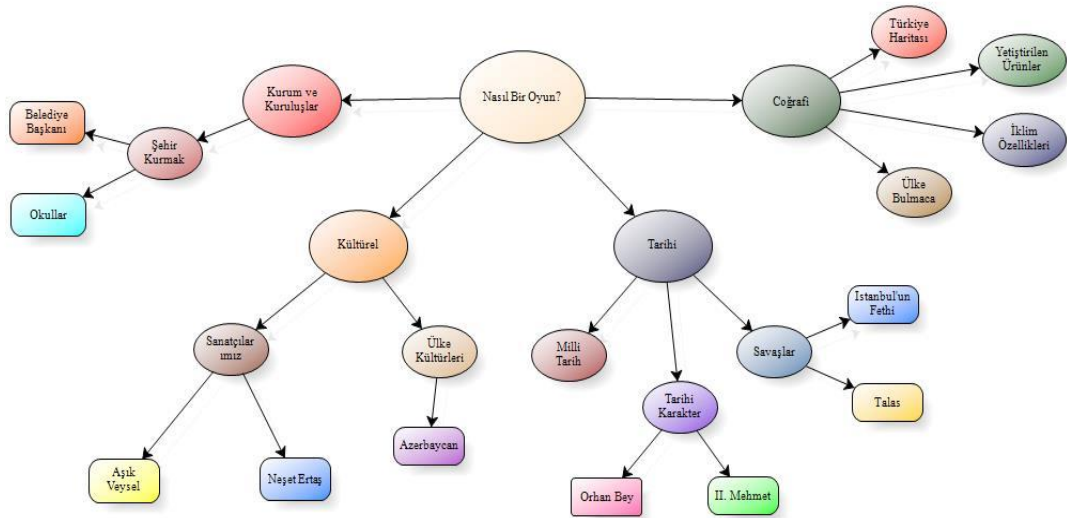 Nasıl Bir Oyun?
Kurum ve
Kuruluşlar
Şehir
Kurmak
Belediye
Başkanı
Okullar
Kültürel
Sanatçılar
ımız
Aşık
Veysel
Neşet Ertaş
Ülke
Kültürleri
Azerbaycan
Tarihi
Milli
Tarih
Tarihi
Karakter
Orhan Bey
II. Mehmet
Savaşlar
İstanbul'un
Fethi
Talas
Coğrafi
Türkiye
Haritası
Yetiştirilen
Ürünler
İklim
Özellikleri
Ülke
Bulmaca